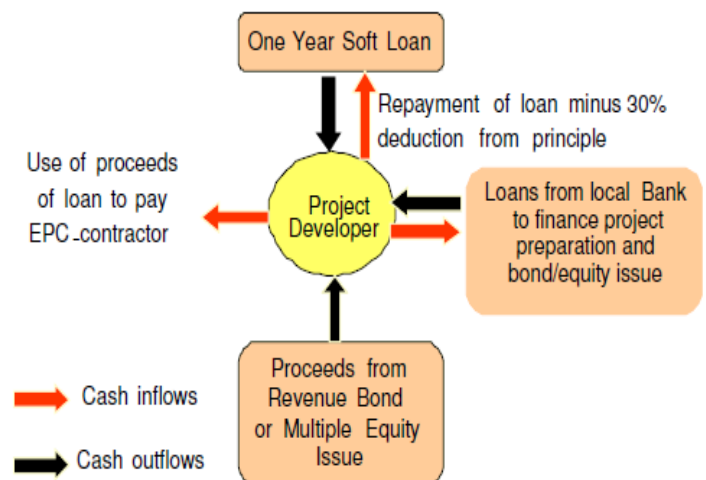 One Year Soft Loan
Repayment of loan minus 30%
deduction from principle
Use of proceeds
of loan to pay
EPC-contractor
Project
Developer
Loans from local Bank
to finance project
preparation and
bond/equity issue
Proceeds from
Revenue Bond
or Multiple Equity
Issue
Cash inflows
Cash outflows